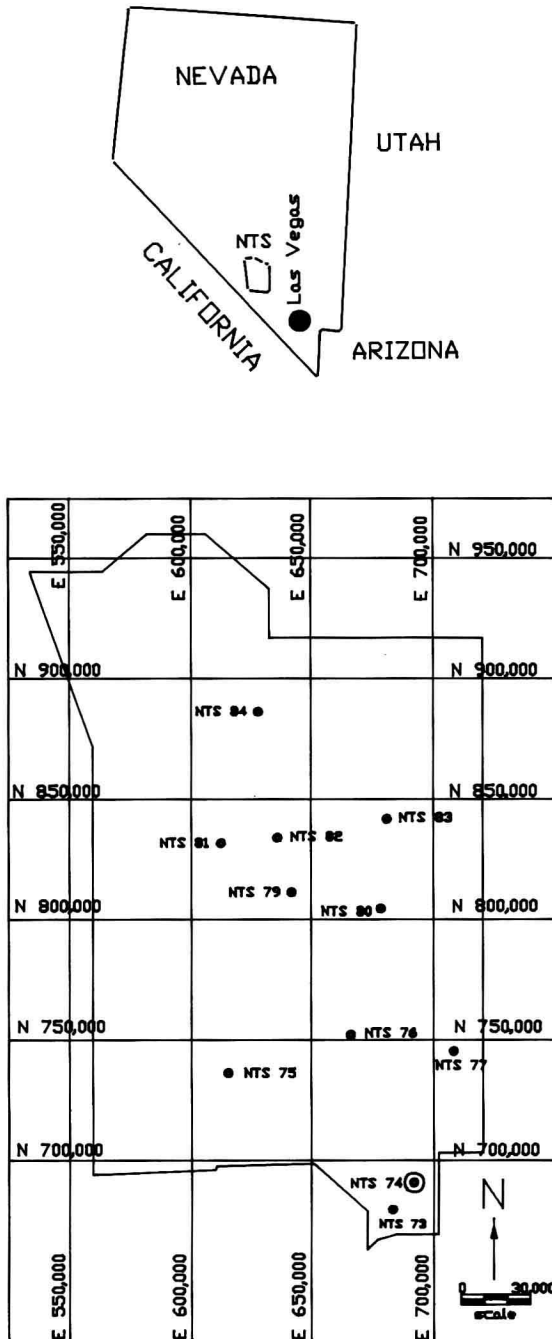 NEVADA
UTAH
NTS
Las Vegas
CALIFORNIA
ARIZONA
E 550,000
E 600,000
E 650,000
E 700,000
N 950,000
N 900,000
N 900,000
NTS 84
N 850,000
N 850,000
NTS 83
NTS 81
NTS 82
NTS 79
NTS 80
N 800,000
N 800,000
N 750,000
NTS 76
N 750,000
NTS 77
NTS 75
N 700,000
N 700,000
NTS 74
NTS 73
N
E 550,000
E 600,000
E 650,000
E 700,000
0 30,000
scale